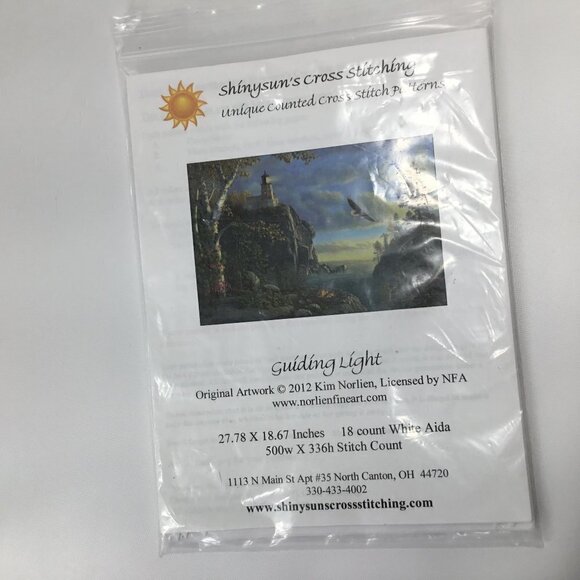 Shinysun's Cross Stitching
Unique Counted Cross Stitch Patterns
Guiding Light
Original Artwork © 2012 Kim Norlien, Licensed by NFA
www.norlienfineart.com
27.78 X 18.67 Inches 18 count White Aida
500w X 336h Stitch Count
1113 N Main St Apt #35 North Canton, OH 44720
330-433-4002
www.shinysunscrossstitching.com